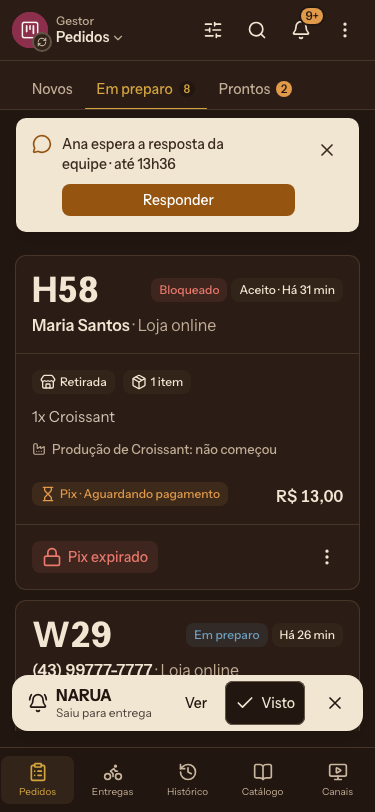 Gestor
Pedidos
9+
Novos
Em preparo 8
Prontos 2
Ana espera a resposta da
equipe · até 13h36
Responder
H58
Bloqueado
Aceito · Há 31 min
Maria Santos · Loja online
Retirada
1 item
1x Croissant
Produção de Croissant: não começou
Pix · Aguardando pagamento
R$ 13,00
Pix expirado
W29
Em preparo
Há 26 min
(43) 99777-7777 · Loja online
NARUA
Saiu para entrega
Ver
Visto
Pedidos
Entregas
Histórico
Catálogo
Canais